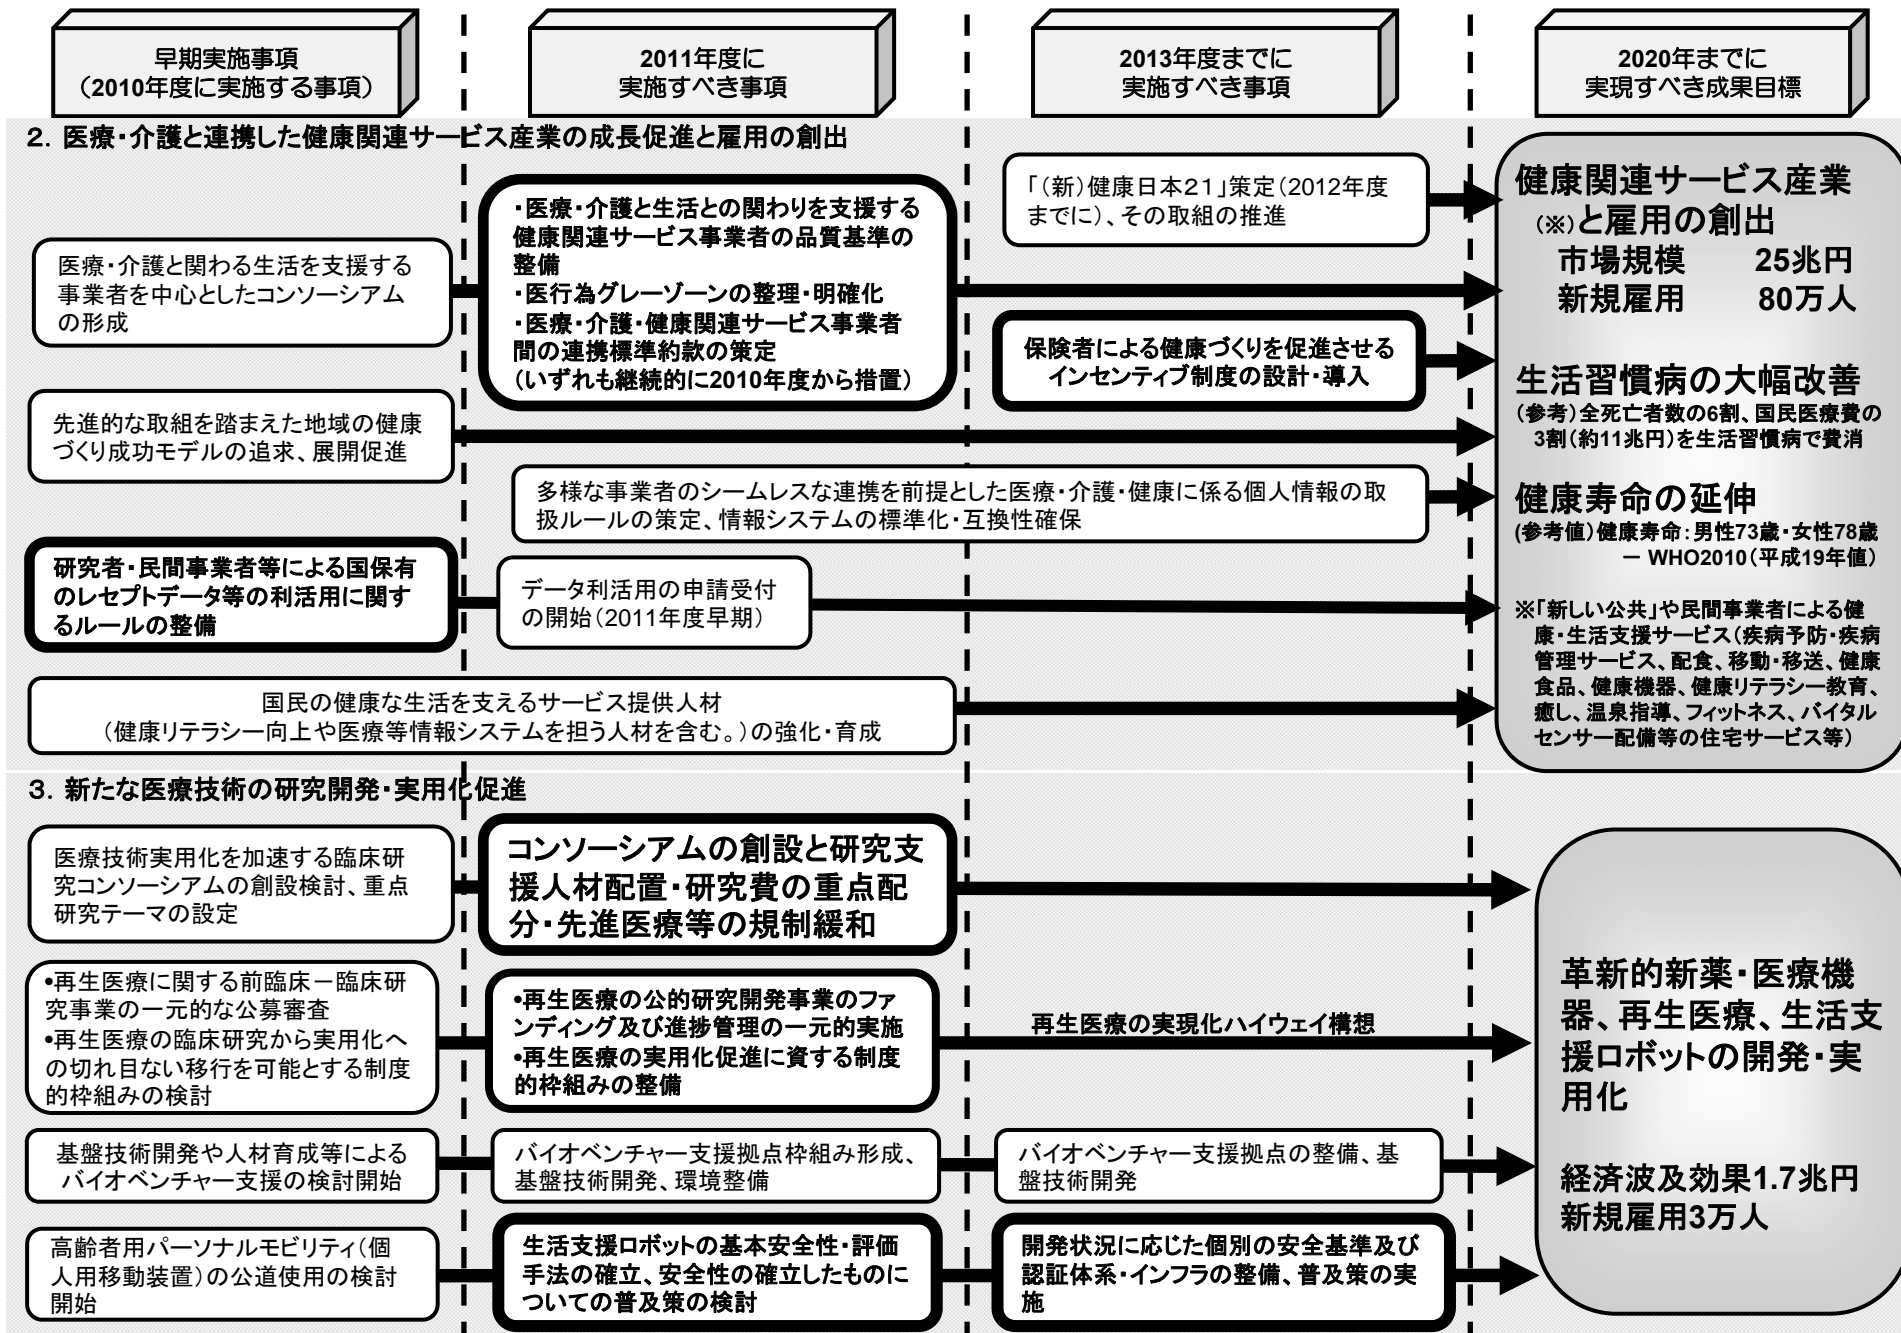 早期実施事項
（2010年度に実施する事項）
2011年度に
実施すべき事項
2013年度までに
実施すべき事項
2020年までに
実現すべき成果目標
２．医療・介護と連携した健康関連サービス産業の成長促進と雇用の創出
医療・介護と関わる生活を支援する
事業者を中心としたコンソーシアム
の形成
・医療・介護と生活との関わりを支援する
健康関連サービス事業者の品質基準の
整備
・医行為グレーゾーンの整理・明確化
・医療・介護・健康関連サービス事業者
間の連携標準約款の策定
（いずれも継続的に2010年度から措置）
「（新）健康日本２１」策定（2012年度
までに）、その取組の推進
保険者による健康づくりを促進させる
インセンティブ制度の設計・導入
先進的な取組を踏まえた地域の健康
づくり成功モデルの追求、展開促進
多様な事業者のシームレスな連携を前提とした医療・介護・健康に係る個人情報の取
扱ルールの策定、情報システムの標準化・互換性確保
研究者・民間事業者等による国保有
のレセプトデータ等の利活用に関す
るルールの整備
データ利活用の申請受付
の開始（2011年度早期）
国民の健康な生活を支えるサービス提供人材
（健康リテラシー向上や医療等情報システムを担う人材を含む。）の強化・育成
健康関連サービス産業
（※）と雇用の創出
市場規模　25兆円
新規雇用　80万人
生活習慣病の大幅改善
（参考）全死亡者数の6割、国民医療費の
3割（約11兆円）を生活習慣病で費消
健康寿命の延伸
(参考値）健康寿命：男性73歳・女性78歳
－ WHO2010（平成19年値）
※「新しい公共」や民間事業者による健
康・生活支援サービス（疾病予防・疾病
管理サービス、配食、移動・移送、健康
食品、健康機器、健康リテラシー教育、
癒し、温泉指導、フィットネス、バイタル
センサー配備等の住宅サービス等）
３．新たな医療技術の研究開発・実用化促進
医療技術実用化を加速する臨床研
究コンソーシアムの創設検討、重点
研究テーマの設定
コンソーシアムの創設と研究支
援人材配置・研究費の重点配
分・先進医療等の規制緩和
•再生医療に関する前臨床－臨床研
究事業の一元的な公募審査
•再生医療の臨床研究から実用化へ
の切れ目ない移行を可能とする制度
的枠組みの検討
•再生医療の公的研究開発事業のファ
ンディング及び進捗管理の一元的実施
•再生医療の実用化促進に資する制度
的枠組みの整備
再生医療の実現化ハイウェイ構想
基盤技術開発や人材育成等による
バイオベンチャー支援の検討開始
バイオベンチャー支援拠点枠組み形成、
基盤技術開発、環境整備
バイオベンチャー支援拠点の整備、基
盤技術開発
高齢者用パーソナルモビリティ（個
人用移動装置）の公道使用の検討
開始
生活支援ロボットの基本安全性・評価
手法の確立、安全性の確立したものに
ついての普及策の検討
開発状況に応じた個別の安全基準及び
認証体系・インフラの整備、普及策の実
施
革新的新薬・医療機
器、再生医療、生活支
援ロボットの開発・実
用化
経済波及効果1.7兆円
新規雇用3万人